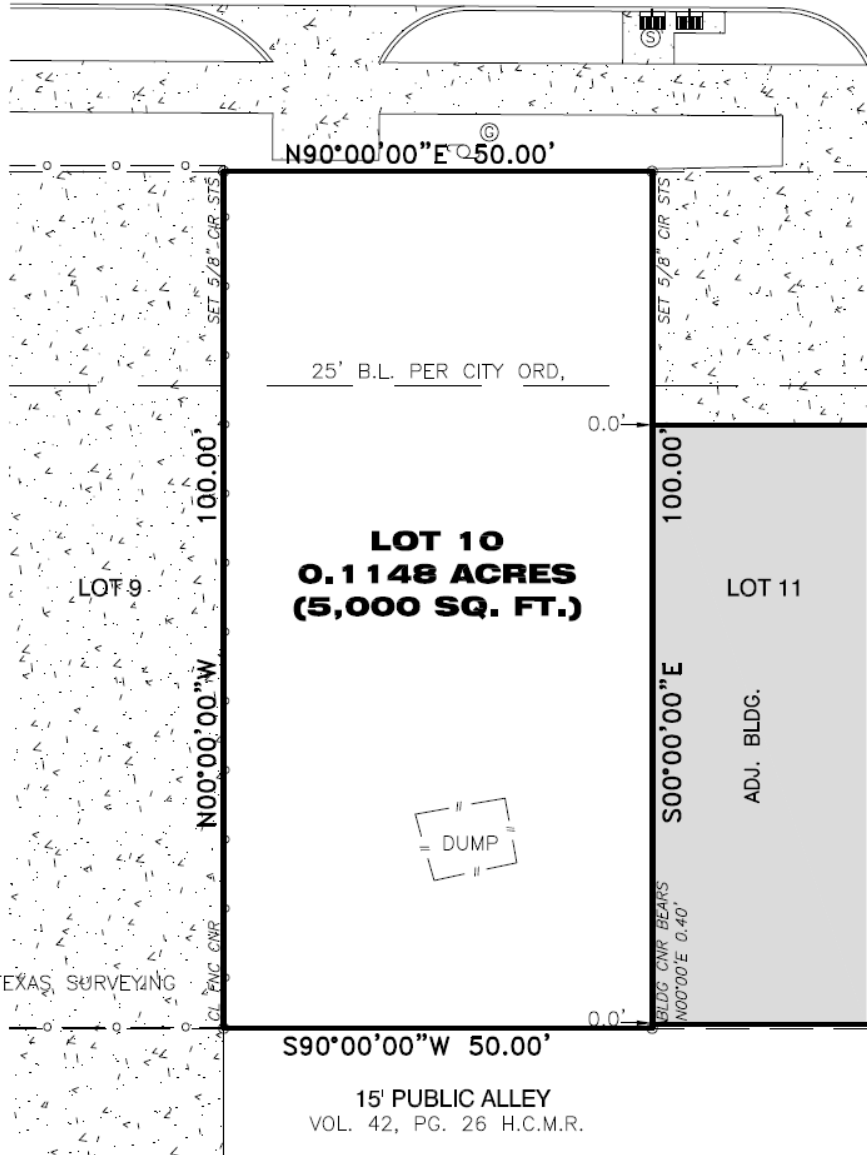 S
G
N90°00'00"E 50.00'
SET 5/8" CIR STS
SET 5/8" CIR STS
25' B.L. PER CITY ORD,
0.0'
100.00'
100.00'
LOT 10
0.1148 ACRES
(5,000 SQ. FT.)
LOT 9
LOT 11
N00°00'00"W
S00°00'00"E
ADJ. BLDG.
DUMP
CL FNC CNR
BLDG CNR BEARS
N00°00'E 0.40'
TEXAS SURVEYING
0.0'
S90°00'00"W 50.00'
15' PUBLIC ALLEY
VOL. 42, PG. 26 H.C.M.R.